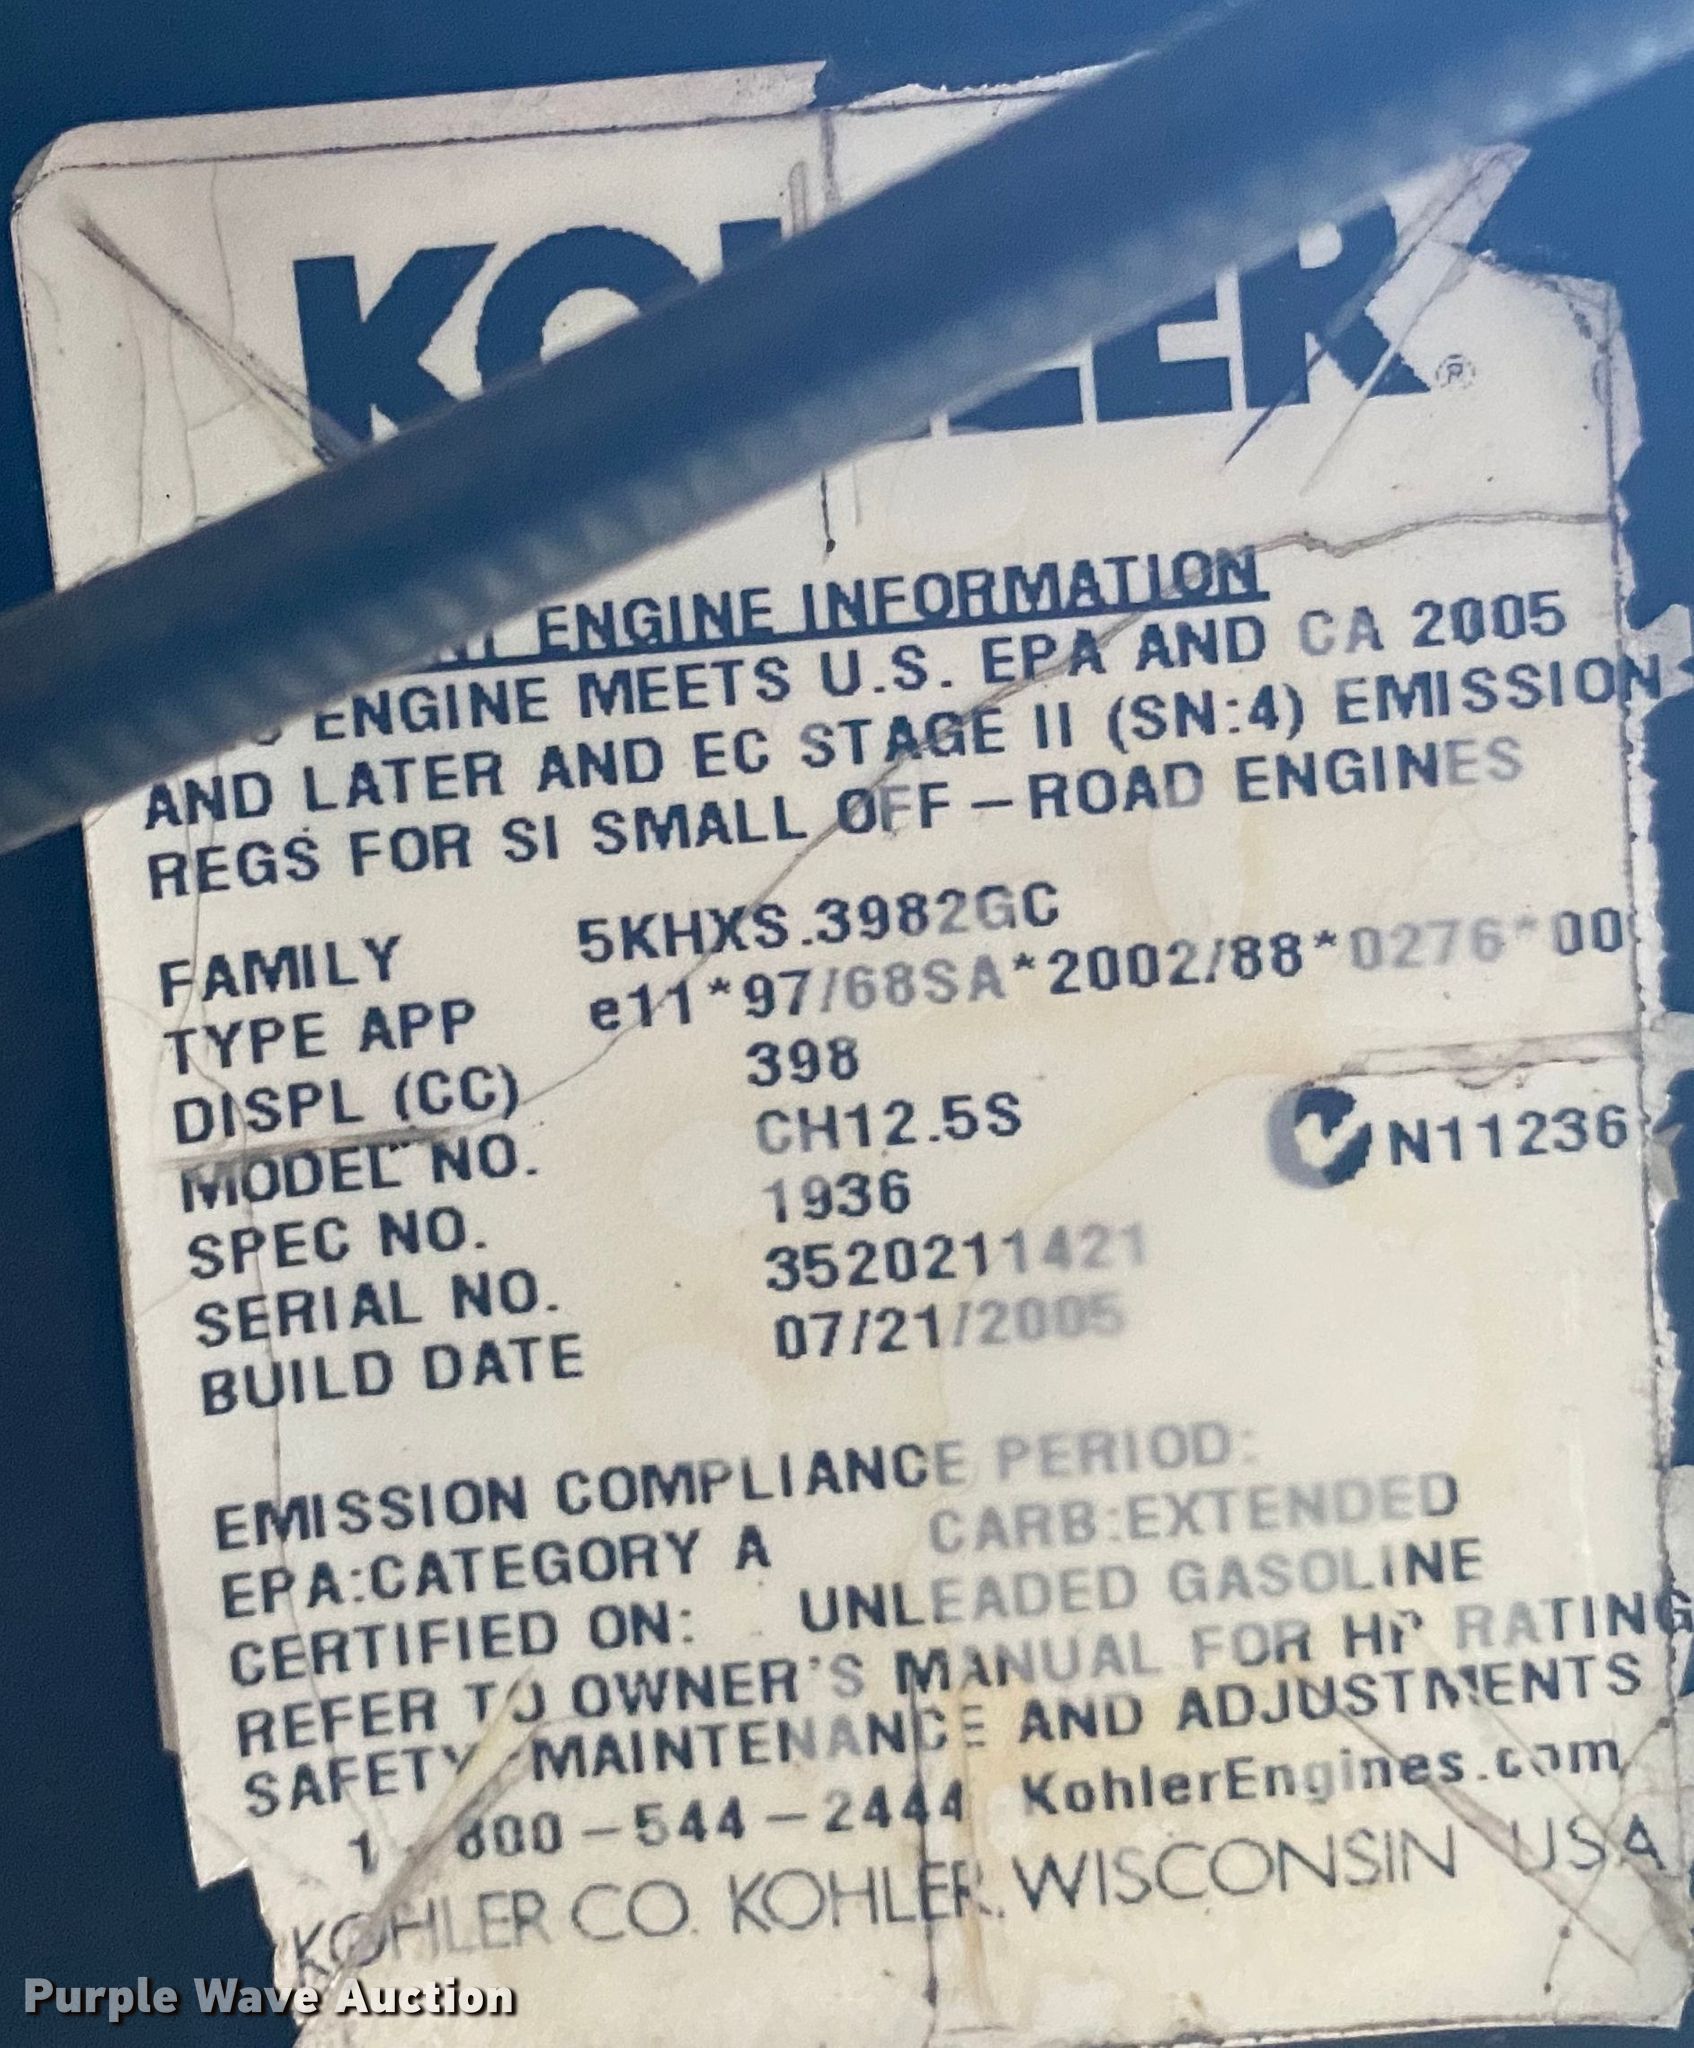 KOHLER®
ENGINE INFORMATION
ENGINE MEETS U.S. EPA AND CA 2005
AND LATER AND EC STAGE II (SN:4) EMISSION
REGS FOR SI SMALL OFF-ROAD ENGINES
FAMILY 5KHXS.3982GC
TYPE APP e11*97/68SA*2002/88*0276*00
DISPL (CC) 398
MODEL NO. CH12.5S N11236
SPEC NO. 1936
SERIAL NO. 3520211421
BUILD DATE 07/21/2005
EMISSION COMPLIANCE PERIOD:
EPA:CATEGORY A CARB:EXTENDED
CERTIFIED ON: UNLEADED GASOLINE
REFER TO OWNER'S MANUAL FOR HP RATING
SAFETY MAINTENANCE AND ADJUSTMENTS
1-800-544-2444 KohlerEngines.com
KOHLER CO. KOHLER, WISCONSIN USA
Purple Wave Auction